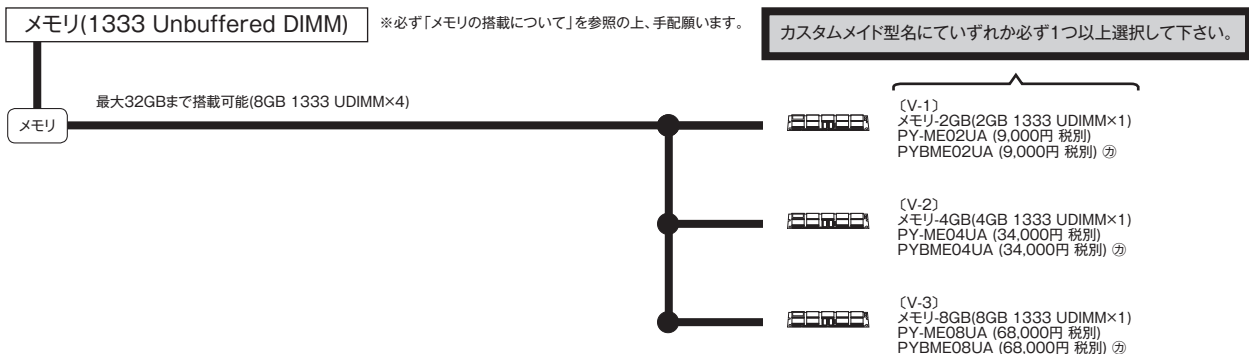 メモリ(1333 Unbuffered DIMM)
※必ず「メモリの搭載について」を参照の上、手配願います。
カスタムメイド型名にていずれか必ず1つ以上選択して下さい。
メモリ
最大32GBまで搭載可能(8GB 1333 UDIMM×4)
〔V-1〕
メモリ-2GB(2GB 1333 UDIMM×1)
PY-ME02UA (9,000円 税別)
PYBME02UA (9,000円 税別) ㋕
〔V-2〕
メモリ-4GB(4GB 1333 UDIMM×1)
PY-ME04UA (34,000円 税別)
PYBME04UA (34,000円 税別) ㋕
〔V-3〕
メモリ-8GB(8GB 1333 UDIMM×1)
PY-ME08UA (68,000円 税別)
PYBME08UA (68,000円 税別) ㋕